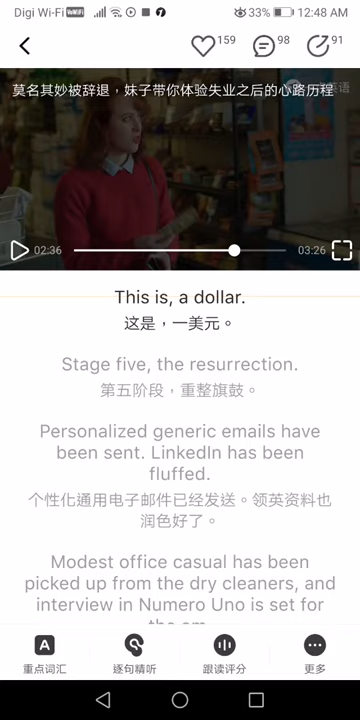 Digi Wi-Fi VoWiFi 33% 12:48 AM
159 98 91
莫名其妙被辞退，妹子带你体验失业之后的心路历程
英语
02:36 03:26
This is, a dollar.
这是，一美元。
Stage five, the resurrection.
第五阶段，重整旗鼓。
Personalized generic emails have
been sent. LinkedIn has been
fluffed.
个性化通用电子邮件已经发送。领英资料也
润色好了。
Modest office casual has been
picked up from the dry cleaners, and
interview in Numero Uno is set for
A
重点词汇 逐句精听 跟读评分 更多